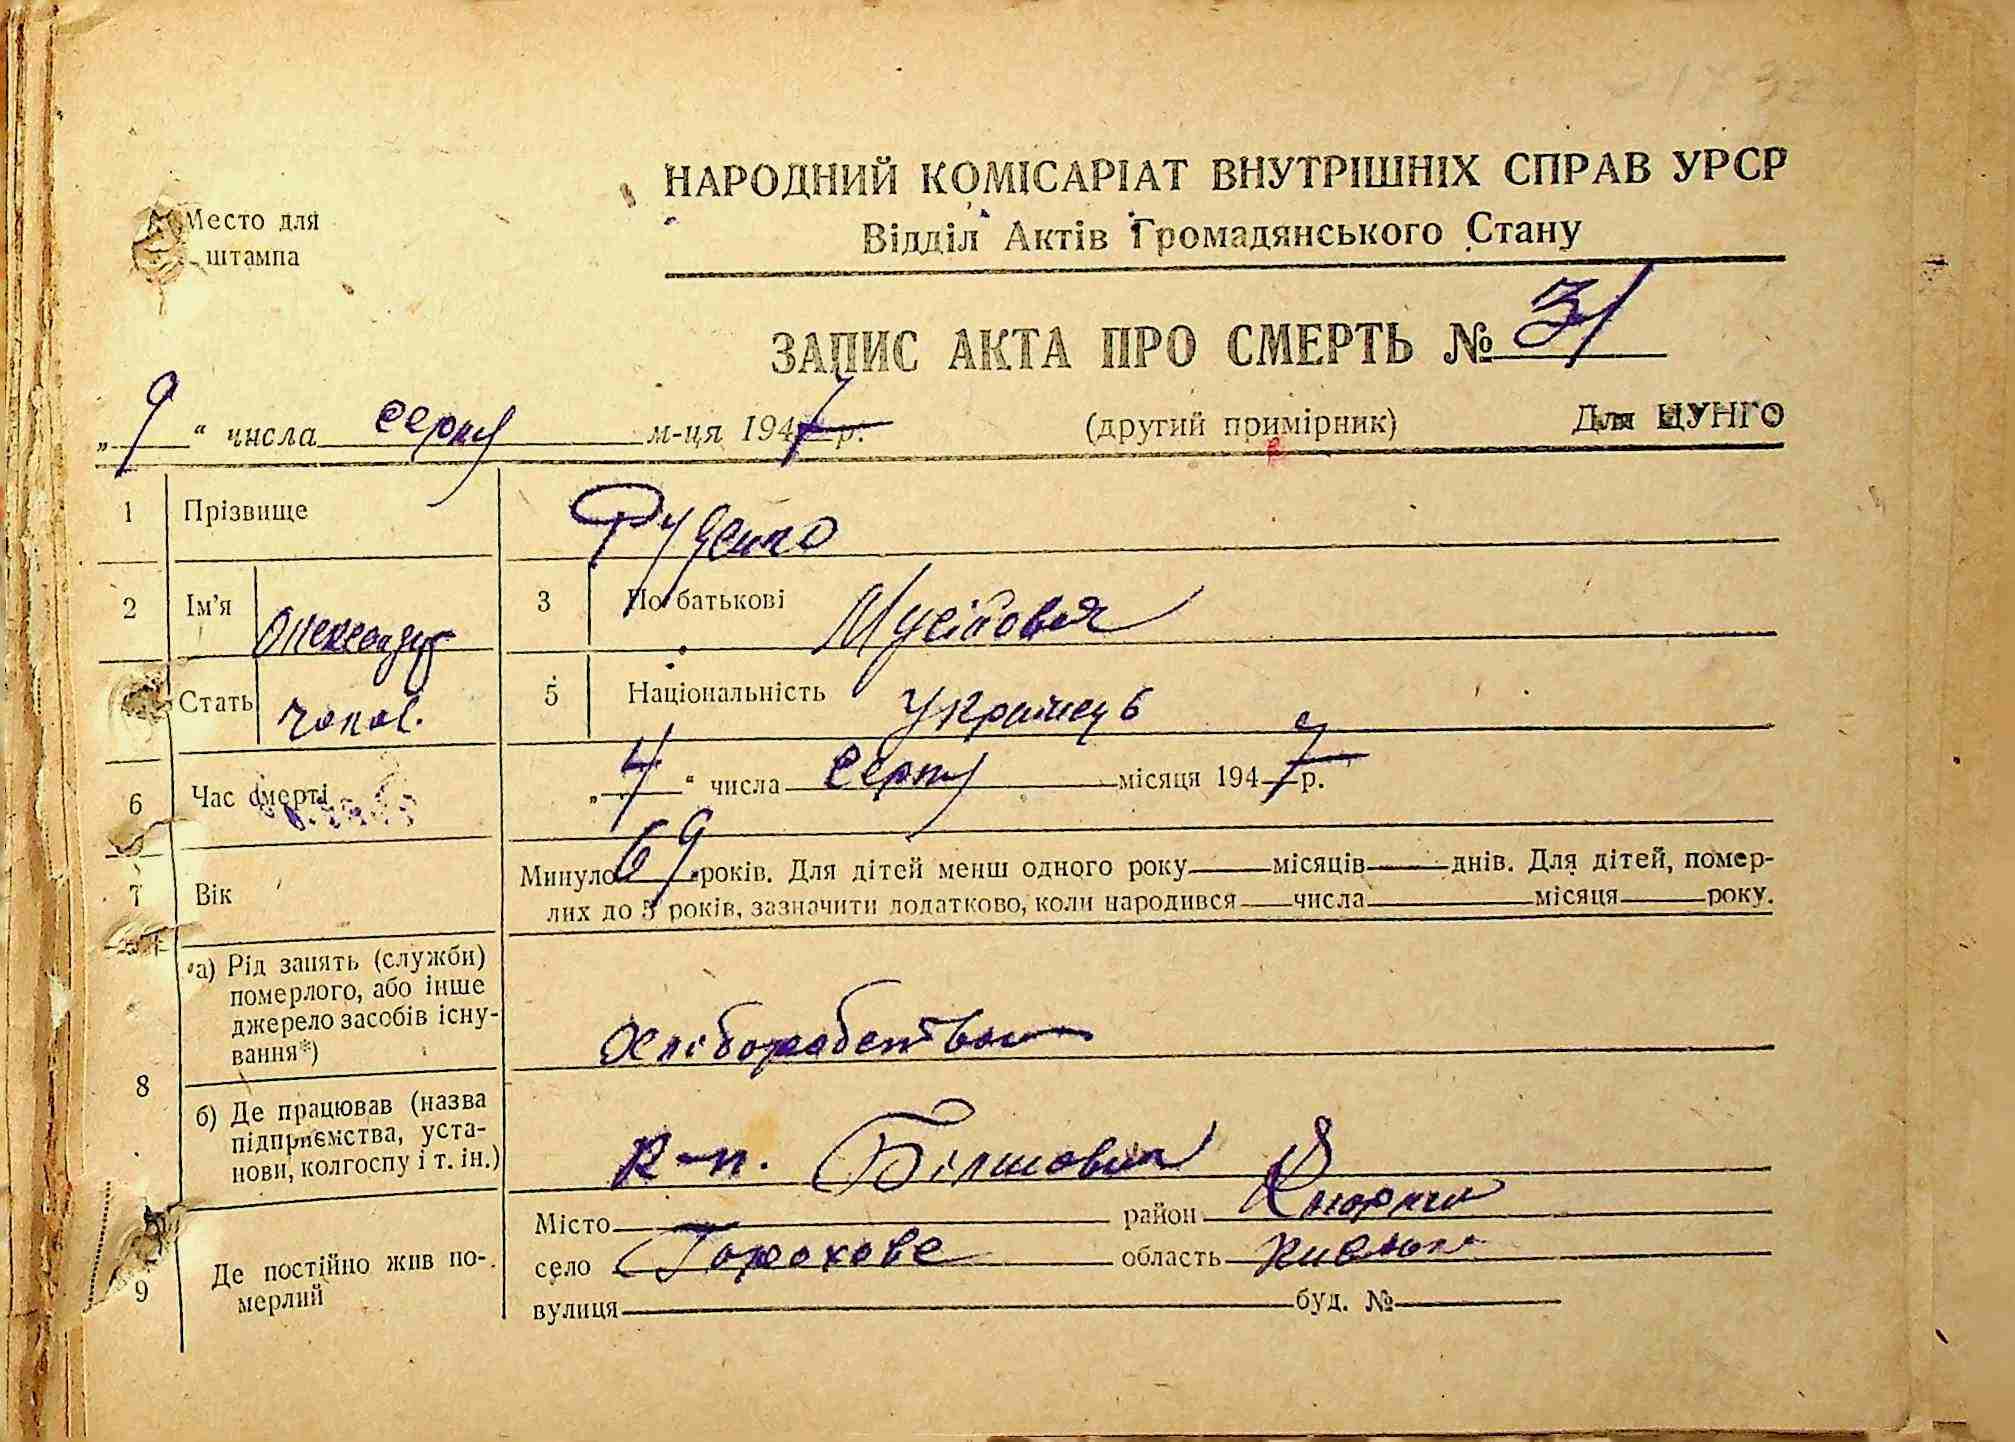 Место для
штампа
НАРОДНИЙ КОМІСАРІАТ ВНУТРІШНІХ СПРАВ УРСР
Відділ Актів Громадянського Стану
ЗАПИС АКТА ПРО СМЕРТЬ № 31
„ 9 “ числа серпу м-ця 1947 р. (другий примірник) Для ЦУНГО
1 Прізвище Руденко
2 Ім'я Олександр 3 По батькові Мусійович
Стать чолов. 5 Національність Українець
6 Час смерті „ 4 “ числа серпу місяця 1947 р.
7 Вік Минуло 69 років. Для дітей менш одного року місяців днів. Для дітей, помер-
лих до 5 років, зазначити додатково, коли народився числа місяця року.
8 а) Рід занять (служби)
померлого, або інше
джерело засобів існу-
вання*) Хліборобство
б) Де працював (назва
підприємства, уста-
нови, колгоспу і т. ін.) к-п. Більшовик
9 Де постійно жив по-
мерлий
Місто район
село Горохове область Київськ
вулиця буд. №